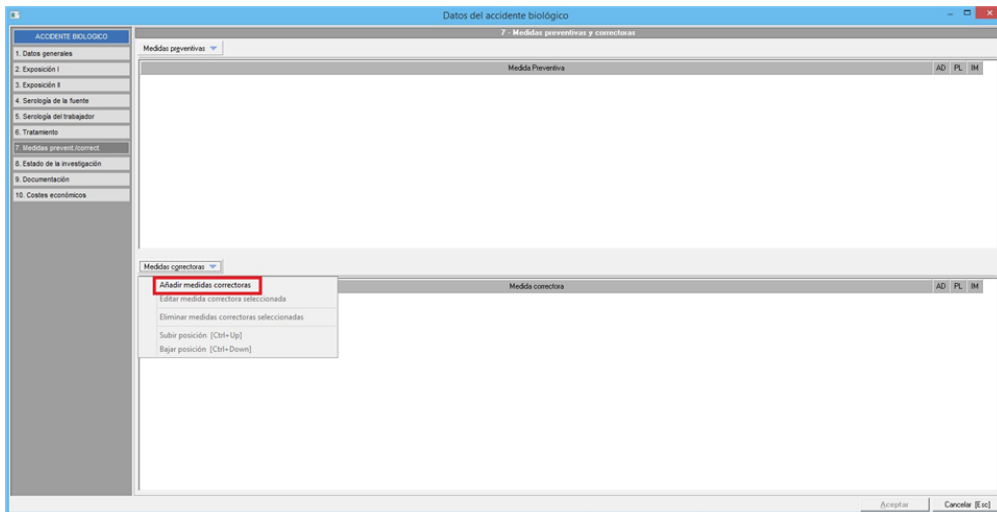 Datos del accidente biológico
ACCIDENTE BIOLOGICO
1. Datos generales
2. Exposición I
3. Exposición II
4. Serología de la fuente
5. Serología del trabajador
6. Tratamiento
7. Medidas prevent./correct.
8. Estado de la investigación
9. Documentación
10. Costes económicos
7 - Medidas preventivas y correctoras
Medidas preventivas
Medida Preventiva AD PL IM
Medidas correctoras
Medida correctora AD PL IM
Añadir medidas correctoras
Editar medida correctora seleccionada
Eliminar medidas correctoras seleccionadas
Subir posición [Ctrl+Up]
Bajar posición [Ctrl+Down]
Aceptar Cancelar [Esc]